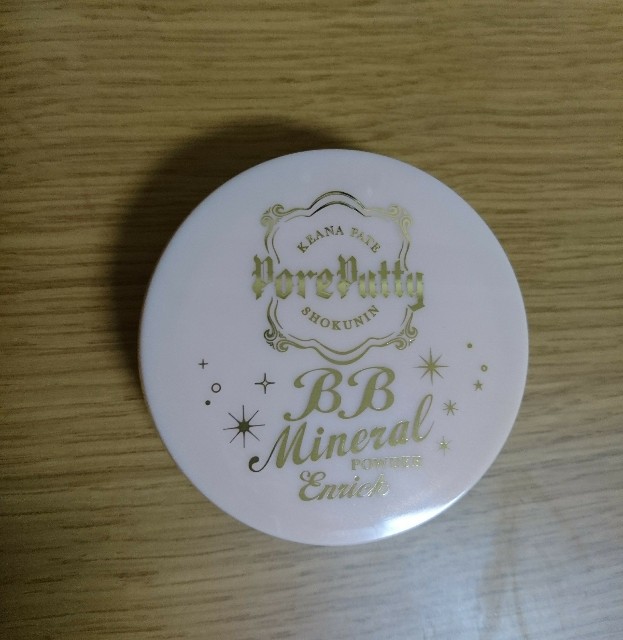 KEANA PATE
PorePutty
SHOKUNIN
BB
Mineral
POWDER
Enrich